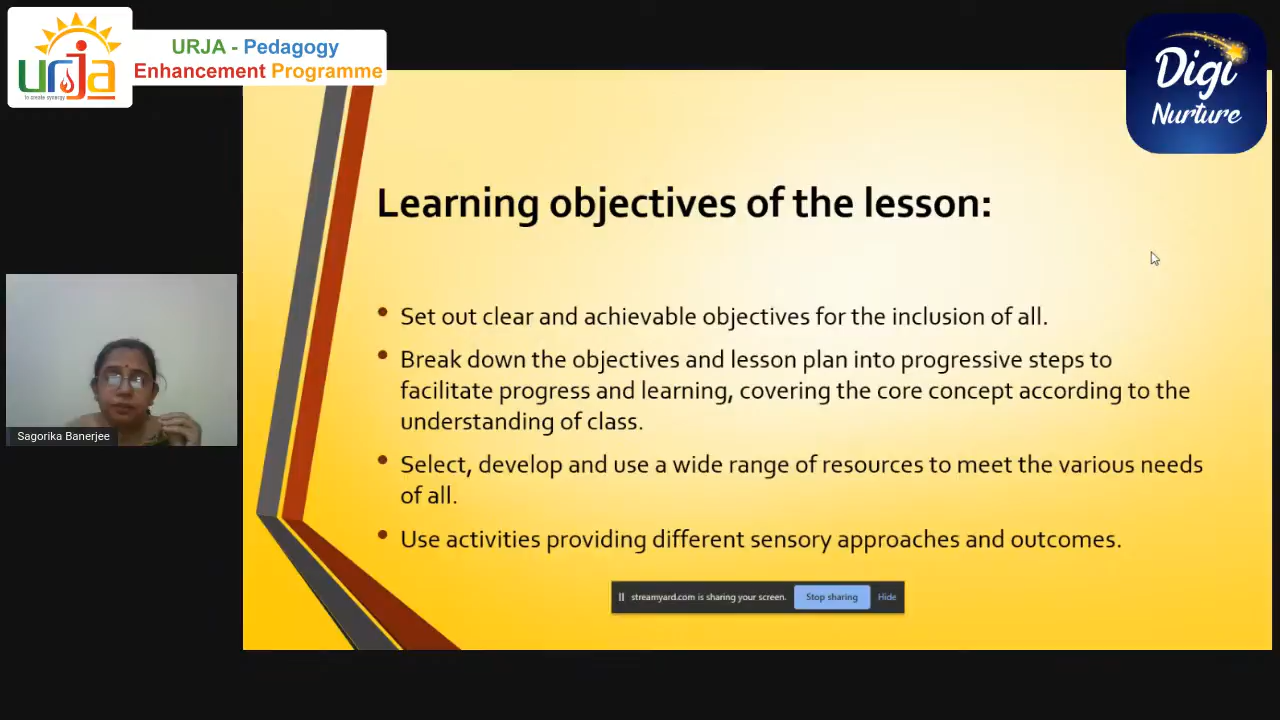 urja
to create synergy
URJA - Pedagogy
Enhancement Programme
Digi
Nurture
Learning objectives of the lesson:
• Set out clear and achievable objectives for the inclusion of all.
• Break down the objectives and lesson plan into progressive steps to
facilitate progress and learning, covering the core concept according to the
understanding of class.
• Select, develop and use a wide range of resources to meet the various needs
of all.
• Use activities providing different sensory approaches and outcomes.
Sagorika Banerjee
streamyard.com is sharing your screen. Stop sharing Hide